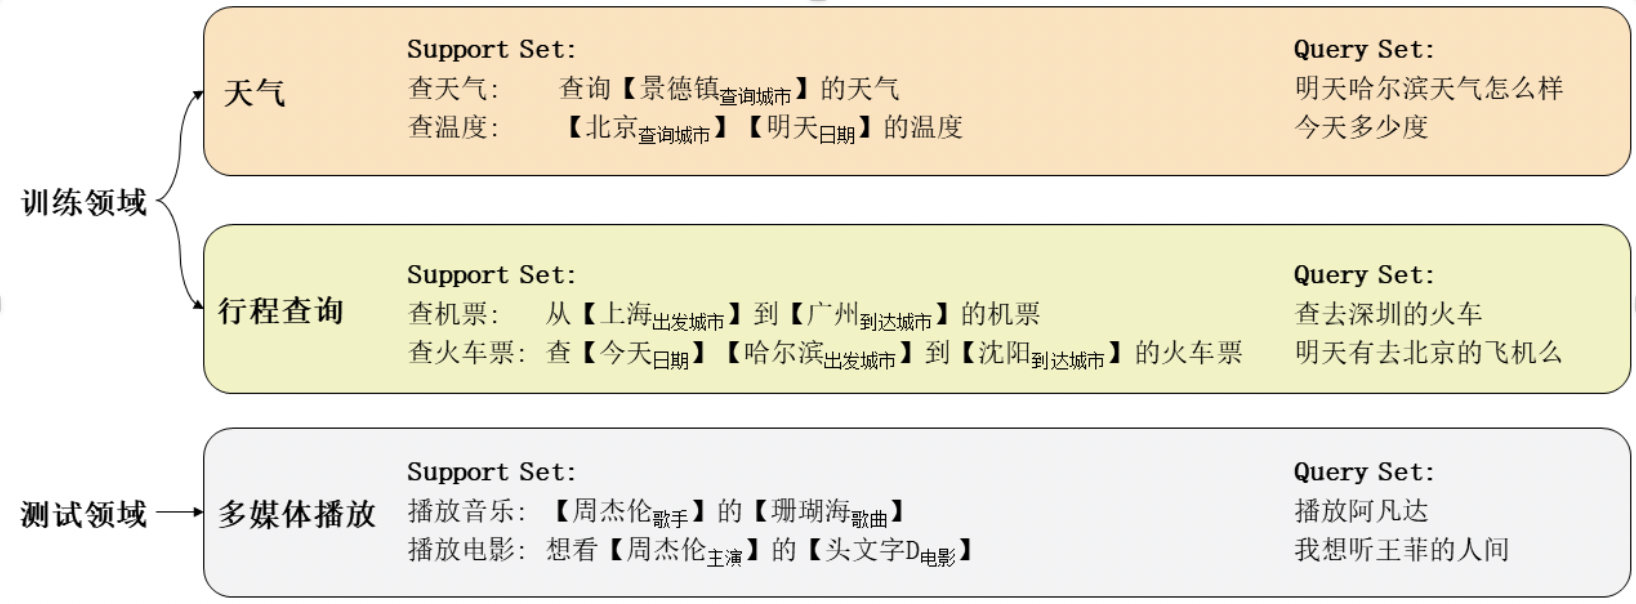 训练领域
天气
Support Set:
查天气: 查询【景德镇查询城市】的天气
查温度: 【北京查询城市】【明天日期】的温度
Query Set:
明天哈尔滨天气怎么样
今天多少度
行程查询
Support Set:
查机票: 从【上海出发城市】到【广州到达城市】的机票
查火车票: 查【今天日期】【哈尔滨出发城市】到【沈阳到达城市】的火车票
Query Set:
查去深圳的火车
明天有去北京的飞机么
测试领域
多媒体播放
Support Set:
播放音乐: 【周杰伦歌手】的【珊瑚海歌曲】
播放电影: 想看【周杰伦主演】的【头文字D电影】
Query Set:
播放阿凡达
我想听王菲的人间